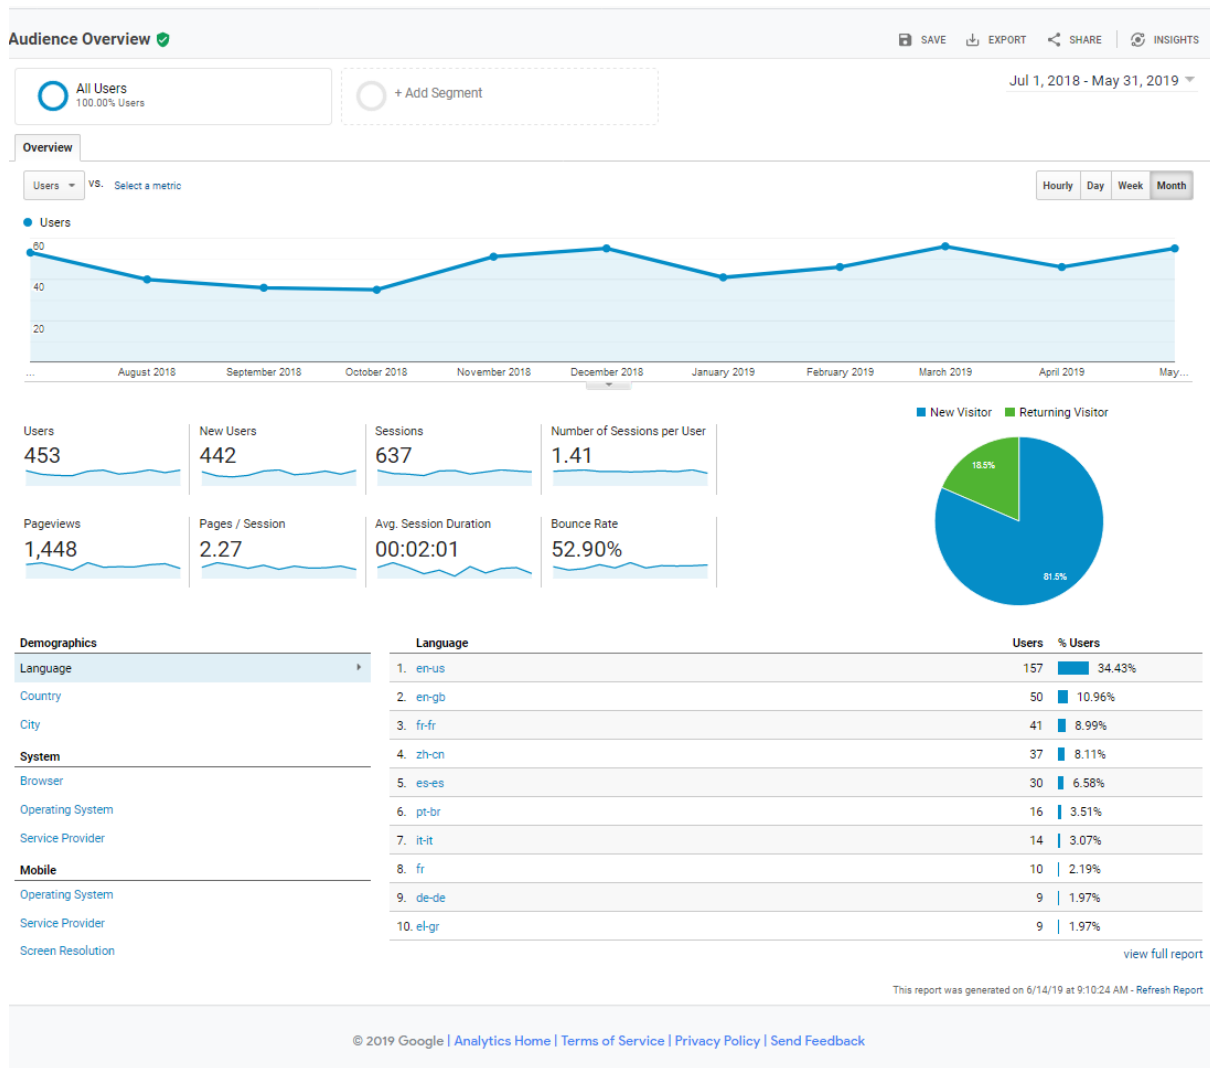 Audience Overview
SAVE EXPORT SHARE INSIGHTS
All Users
100.00% Users
+ Add Segment
Jul 1, 2018 - May 31, 2019
Overview
Users VS. Select a metric
Hourly Day Week Month
Users
60
40
20
... August 2018 September 2018 October 2018 November 2018 December 2018 January 2019 February 2019 March 2019 April 2019 May...
New Visitor Returning Visitor
Users New Users Sessions Number of Sessions per User
453 442 637 1.41
18.5%
81.5%
Pageviews Pages / Session Avg. Session Duration Bounce Rate
1,448 2.27 00:02:01 52.90%
Demographics
Language
Country
City
System
Browser
Operating System
Service Provider
Mobile
Operating System
Service Provider
Screen Resolution
Language Users % Users
1. en-us 157 34.43%
2. en-gb 50 10.96%
3. fr-fr 41 8.99%
4. zh-cn 37 8.11%
5. es-es 30 6.58%
6. pt-br 16 3.51%
7. it-it 14 3.07%
8. fr 10 2.19%
9. de-de 9 1.97%
10. el-gr 9 1.97%
view full report
This report was generated on 6/14/19 at 9:10:24 AM - Refresh Report
© 2019 Google | Analytics Home | Terms of Service | Privacy Policy | Send Feedback